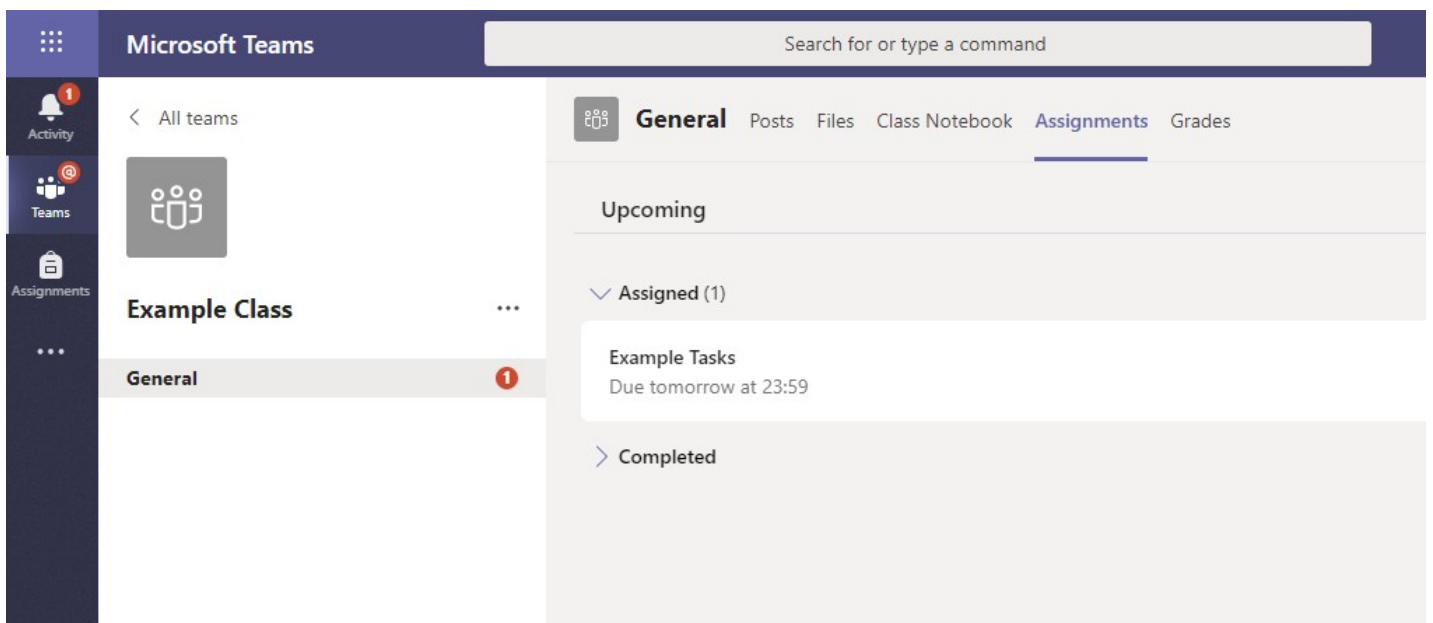 Microsoft Teams
Search for or type a command
1
Activity
@
Teams
Assignments
All teams
Example Class
General
1
General Posts Files Class Notebook Assignments Grades
Upcoming
Assigned (1)
Example Tasks
Due tomorrow at 23:59
Completed